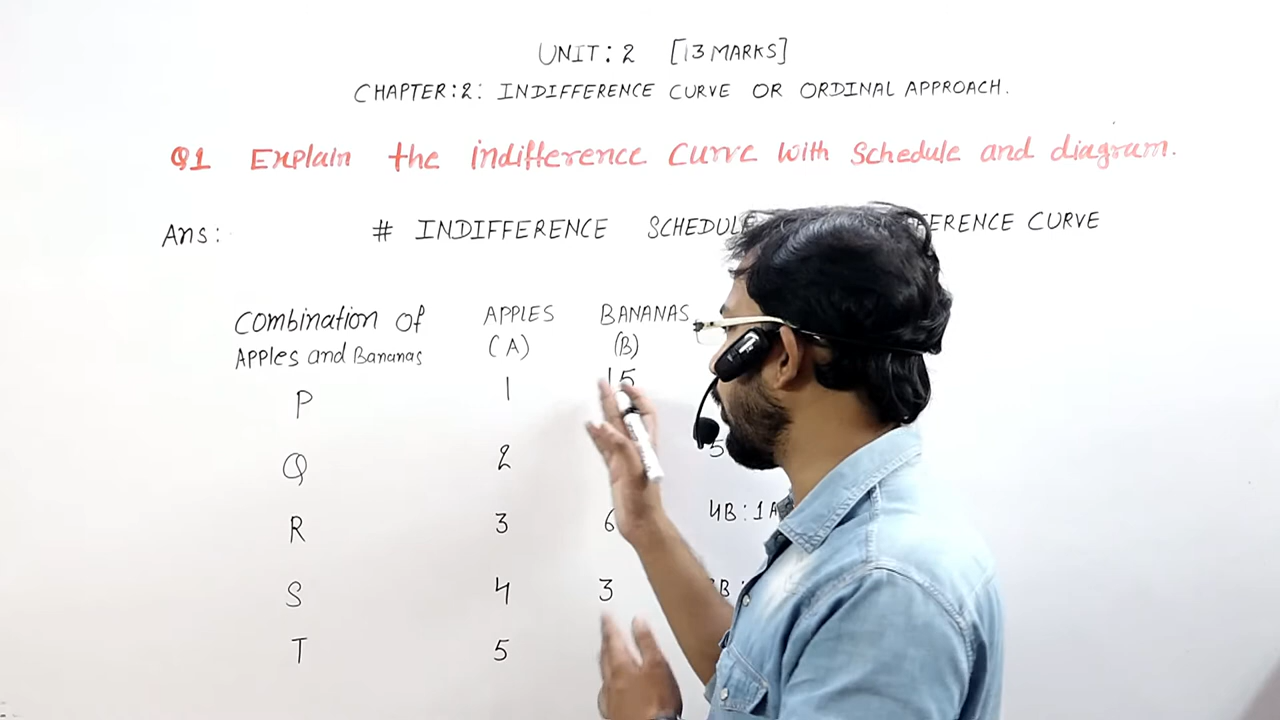 UNIT: 2 [13 MARKS]
CHAPTER:2: INDIFFERENCE CURVE OR ORDINAL APPROACH.
Q1 Explain the indifference curve with schedule and diagram.
Ans: # INDIFFERENCE SCHEDULE CURVE
Combination of Apples and Bananas APPLES (A) BANANAS (B)
P 1 15
Q 2 5
R 3 6 4B:1A
S 4 3 B:
T 5